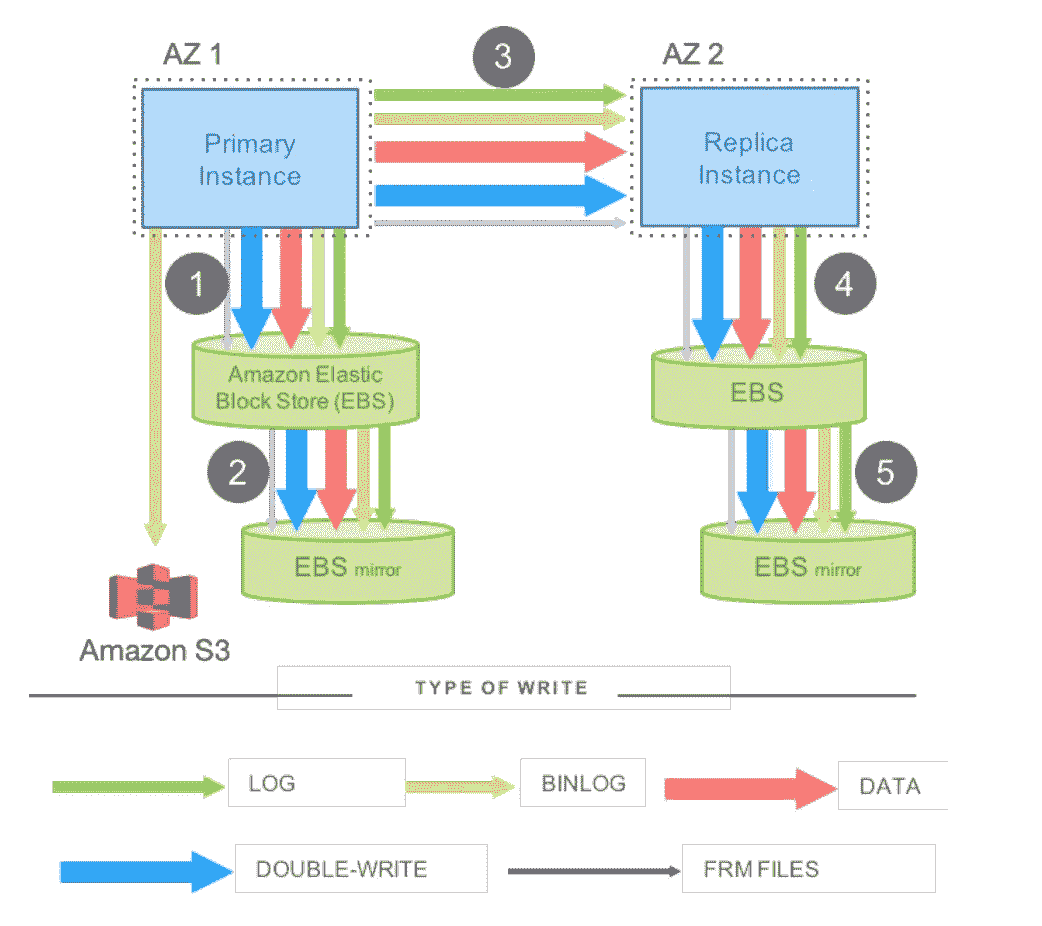 AZ 1
3
AZ 2
Primary
Instance
Replica
Instance
1
4
Amazon Elastic
Block Store (EBS)
EBS
2
5
EBS mirror
EBS mirror
Amazon S3
TYPE OF WRITE
LOG
BINLOG
DATA
DOUBLE-WRITE
FRM FILES